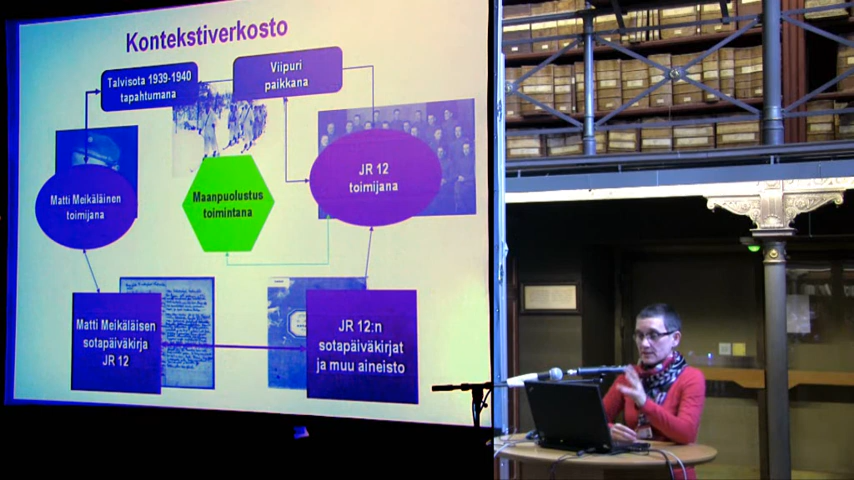 Kontekstiverkosto
Talvisota 1939-1940
tapahtumana
Viipuri
paikkana
Matti Meikäläinen
toimijana
Maanpuolustus
toimintana
JR 12
toimijana
Matti Meikäläisen
sotapäiväkirja
JR 12
JR 12:n
sotapäiväkirjat
ja muu aineisto